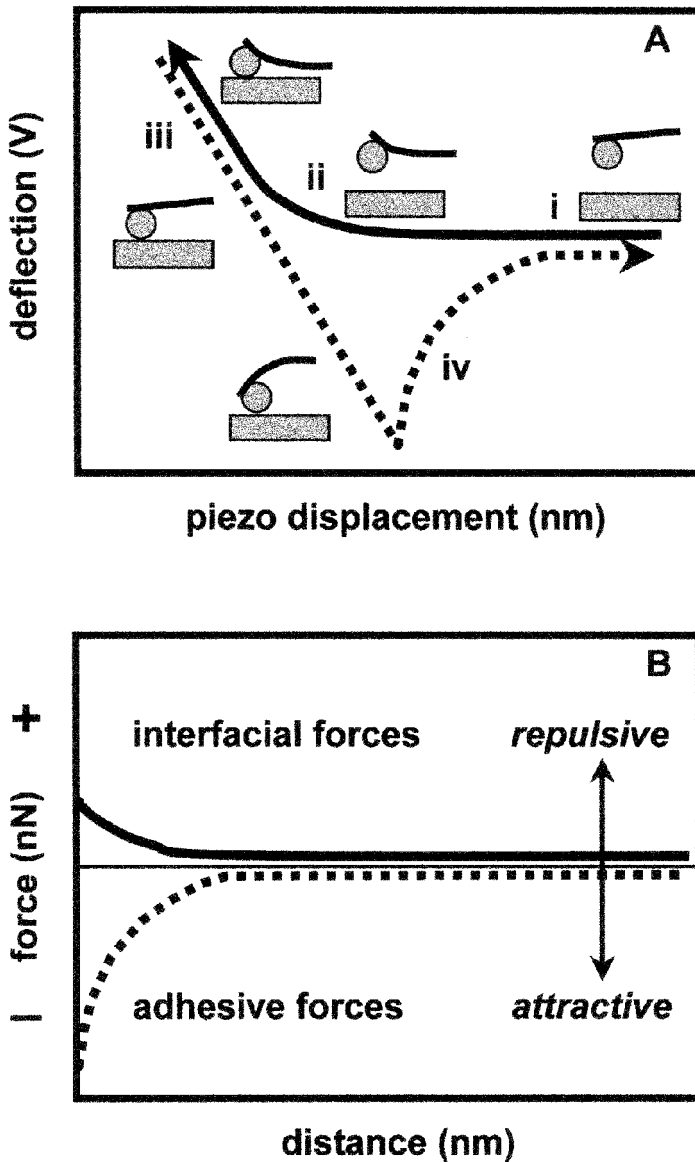 A
deflection (V)
iii
ii
i
iv
piezo displacement (nm)
B
+
interfacial forces
repulsive
force (nN)
adhesive forces
attractive
–
distance (nm)